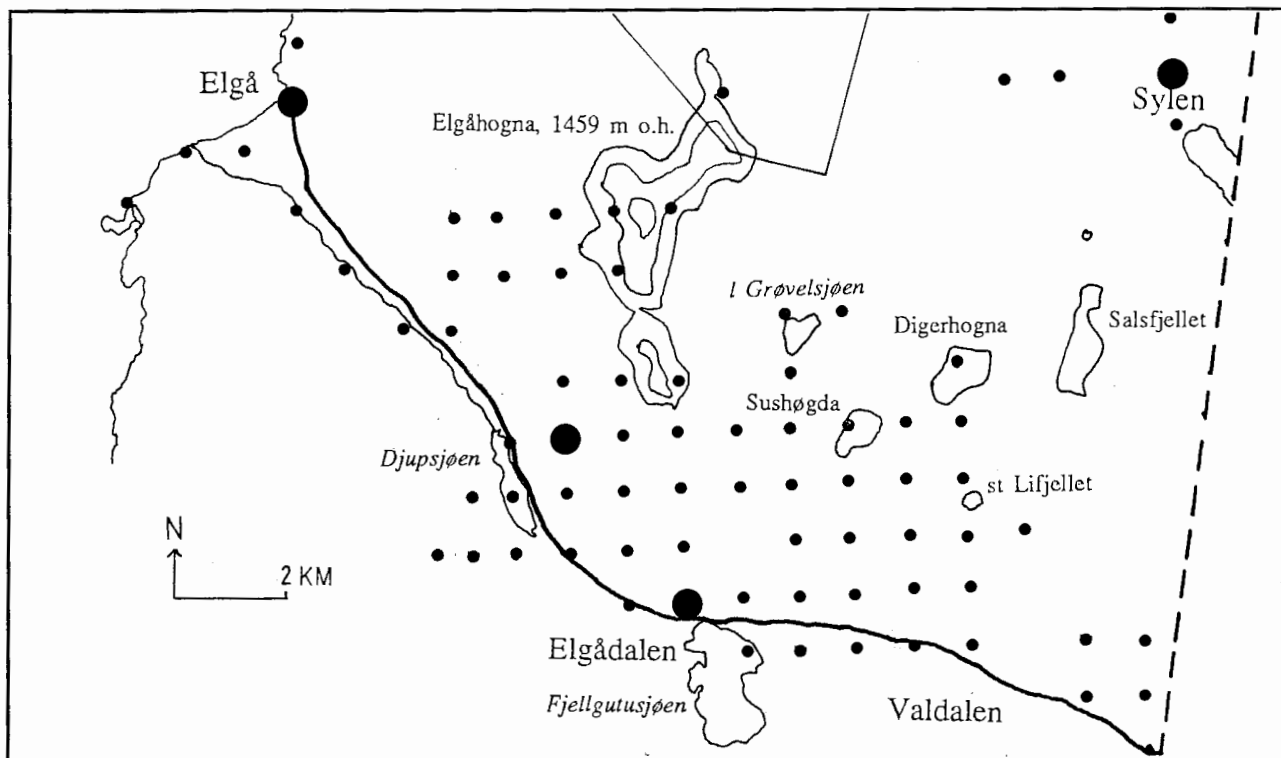 Elgå
Sylen
Elgåhogna, 1459 m o.h.
l Grøvelsjøen
Salsfjellet
Digerhogna
Sushøgda
Djupsjøen
st Lifjellet
N
2 KM
Elgådalen
Fjellgutusjøen
Valdalen